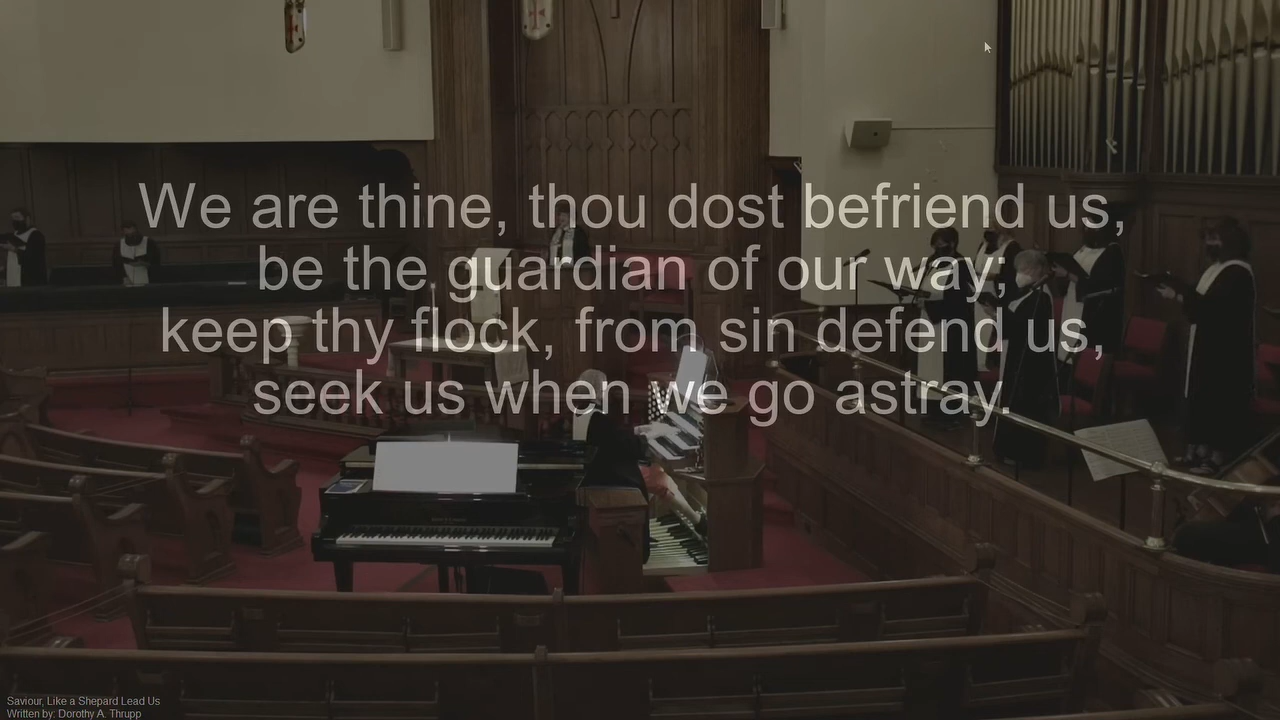 We are thine, thou dost befriend us,
be the guardian of our way;
keep thy flock, from sin defend us,
seek us when we go astray.
Saviour, Like a Shepard Lead Us
Written by: Dorothy A. Thrupp